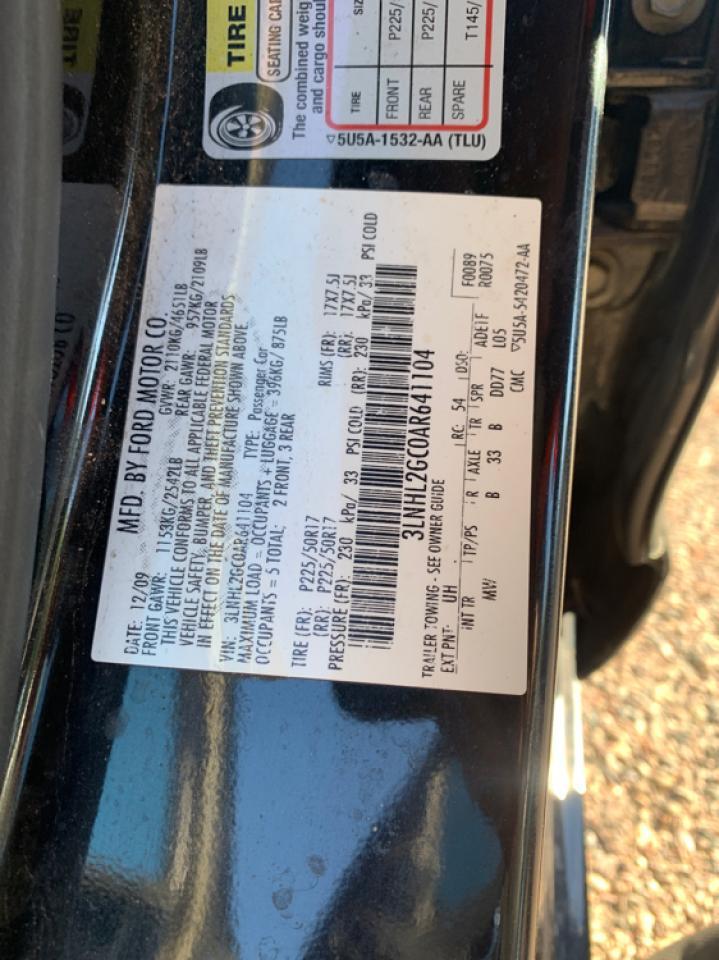 TIRE
SEATING CAP
The combined weig
and cargo shou
TIRE SIZ
FRONT P225/
REAR P225/
SPARE T145/
▽5U5A-1532-AA (TLU)
MFD. BY FORD MOTOR CO.
DATE: 12/09 GVWR: 2110KG/4651LB
FRONT GAWR: 1153KG/2542LB REAR GAWR: 957KG/2109LB
THIS VEHICLE CONFORMS TO ALL APPLICABLE FEDERAL MOTOR
VEHICLE SAFETY, BUMPER, AND THEFT PREVENTION STANDARDS
IN EFFECT ON THE DATE OF MANUFACTURE SHOWN ABOVE
VIN: 3LNHL2GC0AR641104 TYPE: Passenger Car
MAXIMUM LOAD = OCCUPANTS + LUGGAGE = 396KG/ 875LB
OCCUPANTS = 5 TOTAL: 2 FRONT, 3 REAR
TIRE (FR): P225/50R17 RIMS (FR): 17X7.5J
(RR): P225/50R17 (RR): 17X7.5J
PRESSURE (FR): 230 kPa/ 33 PSI COLD (RR): 230 kPa/ 33 PSI COLD
3LNHL2GC0AR641104
TRAILER TOWING - SEE OWNER GUIDE F0089
EXT PNT: UH RC: 54 DSO: R0075
INT TR TP/PS R AXLE TR SPR ADE1F
MW B 33 B DD77 L05
CMC ▽5U5A-5420472-AA